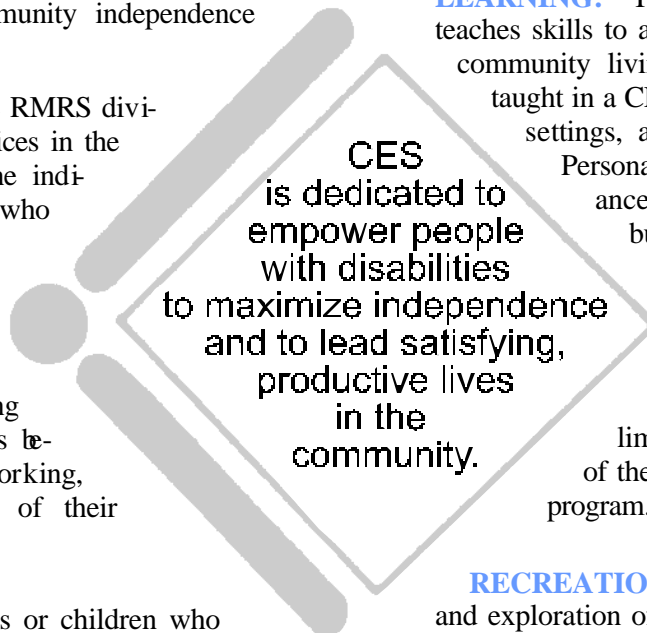 munity independence
RMRS divi-
ices in the
ne indi-
who
ng
s be-
orking,
of their
s or children who
CES
is dedicated to
empower people
with disabilities
to maximize independence
and to lead satisfying,
productive lives
in the
community.
LEARNING:
teaches skills to a
community livi
taught in a C
settings, a
Persona
ance
bu
lim
of the
program.
RECREATIO
and exploration o